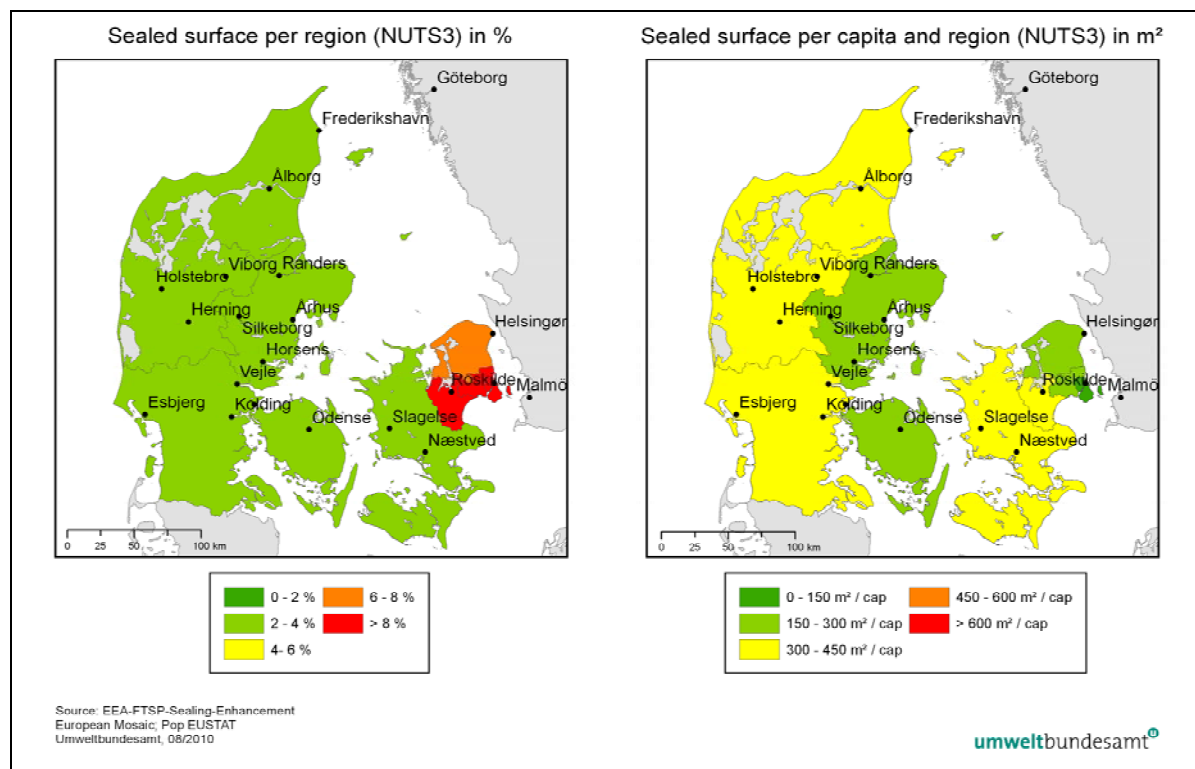 Sealed surface per region (NUTS3) in %
Göteborg
Frederikshavn
Ålborg
Viborg
Randers
Holstebro
Herning
Århus
Silkeborg
Helsingør
Horsens
Vejle
Roskilde
Malmö
Esbjerg
Kolding
Odense
Slagelse
Næstved
0 25 50 100 km
0 - 2 %
6 - 8 %
2 - 4 %
> 8 %
4- 6 %
Sealed surface per capita and region (NUTS3) in m²
Göteborg
Frederikshavn
Ålborg
Viborg
Randers
Holstebro
Herning
Århus
Silkeborg
Helsingør
Horsens
Vejle
Roskilde
Malmö
Esbjerg
Kolding
Odense
Slagelse
Næstved
0 25 50 100 km
0 - 150 m² / cap
450 - 600 m² / cap
150 - 300 m² / cap
> 600 m² / cap
300 - 450 m² / cap
Source: EEA-FTSP-Sealing-Enhancement
European Mosaic; Pop EUSTAT
Umweltbundesamt, 08/2010
umweltbundesamt